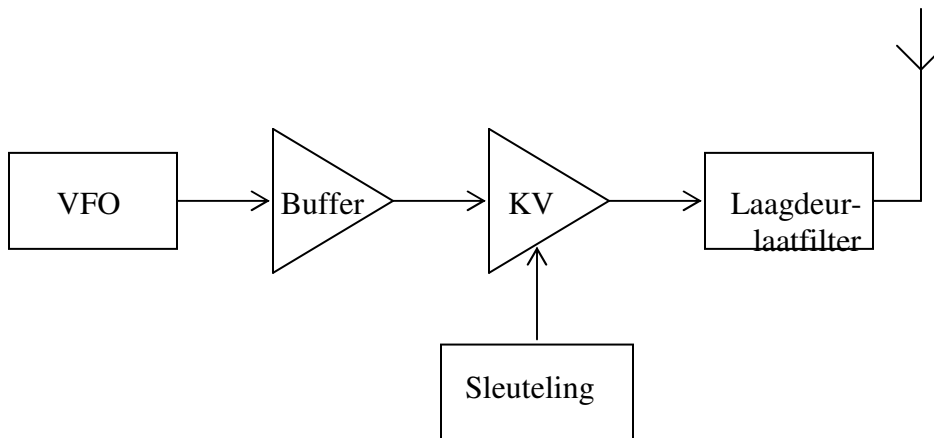 VFO
Buffer
KV
Laagdeur-
laatfilter
Sleuteling